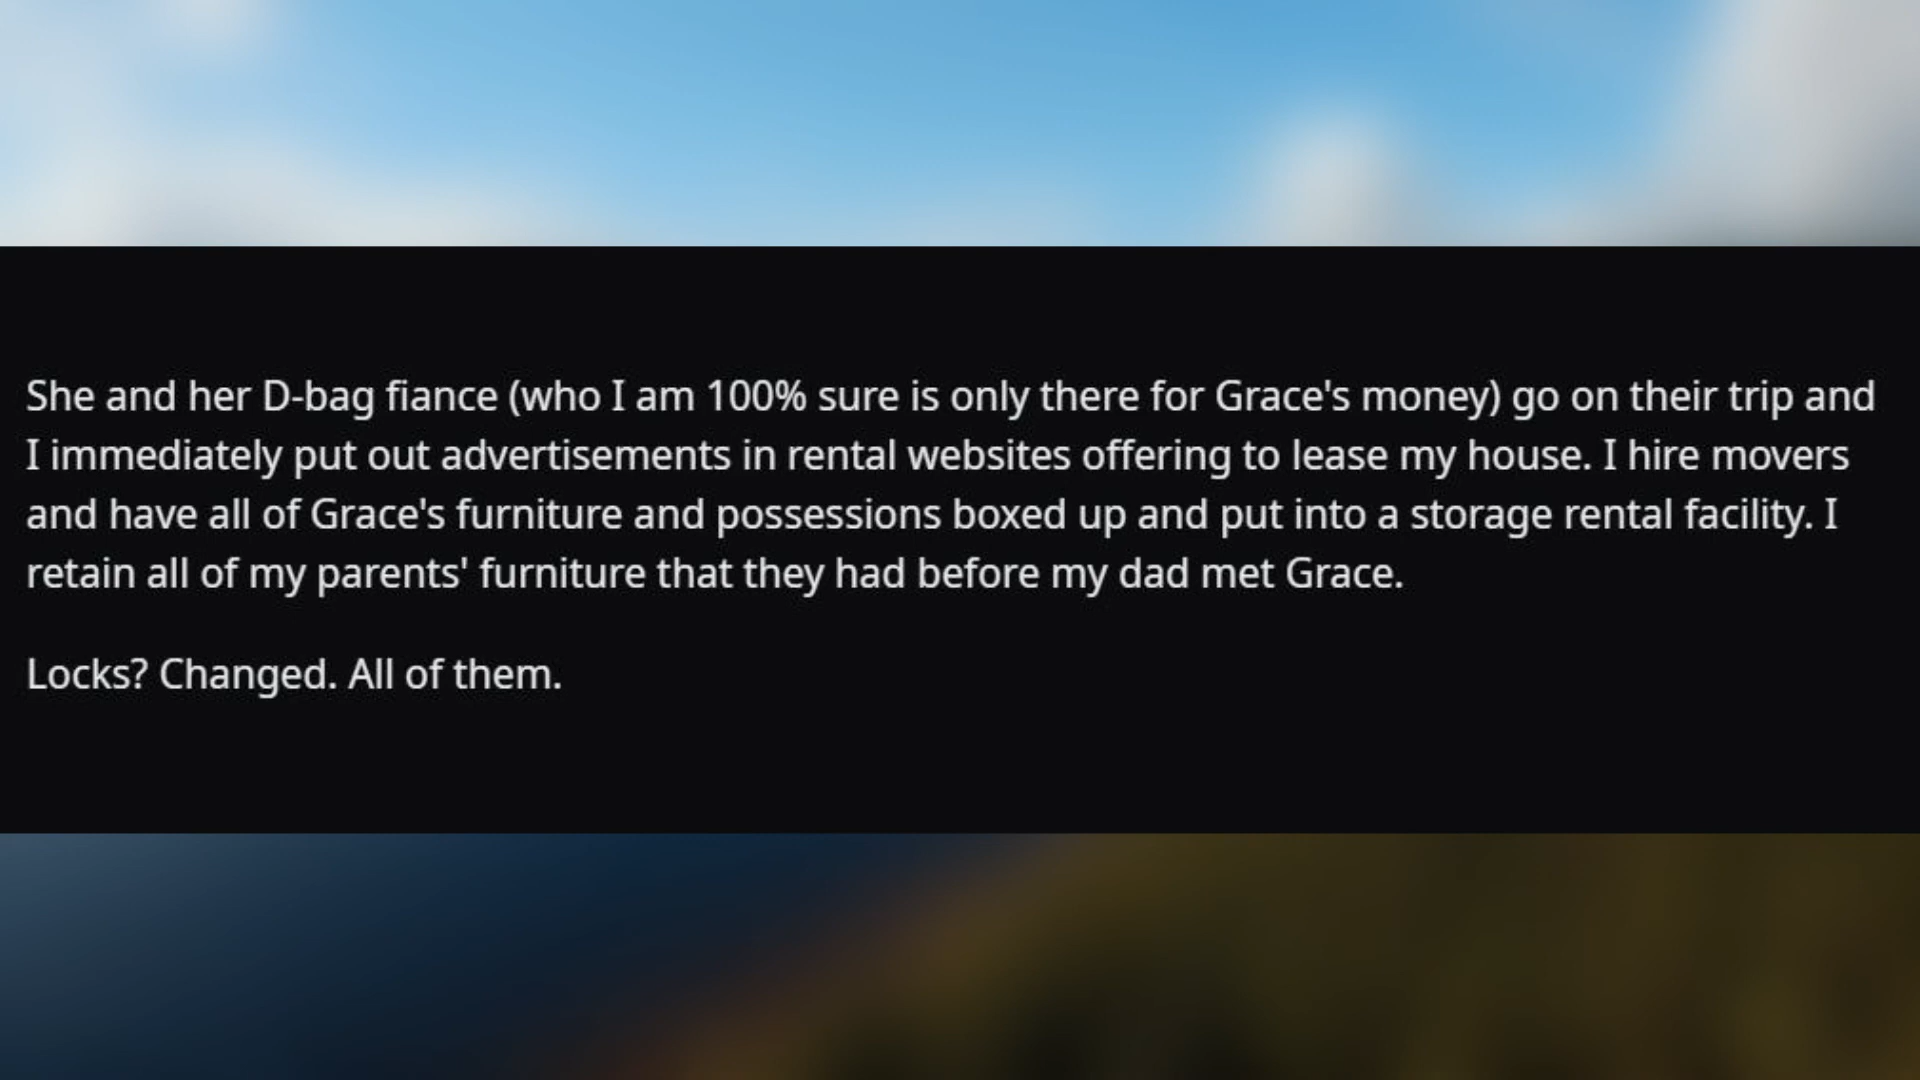 She and her D-bag fiance (who I am 100% sure is only there for Grace's money) go on their trip and
I immediately put out advertisements in rental websites offering to lease my house. I hire movers
and have all of Grace's furniture and possessions boxed up and put into a storage rental facility. I
retain all of my parents' furniture that they had before my dad met Grace.
Locks? Changed. All of them.